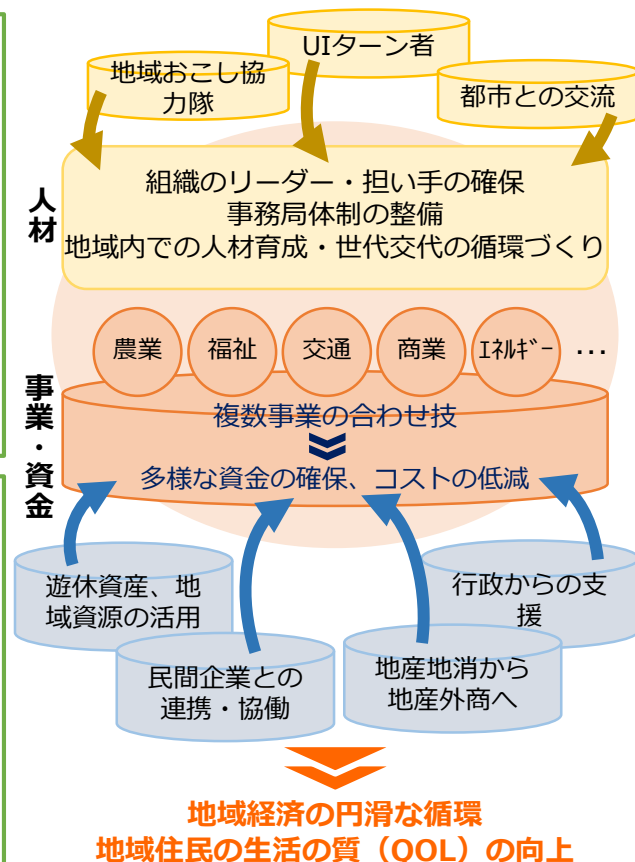 UIターン者
地域おこし協
力隊
都市との交流
人材
組織のリーダー・担い手の確保
事務局体制の整備
地域内での人材育成・世代交代の循環づくり
農業
福祉
交通
商業
ｴﾈﾙｷﾞｰ
…
事業・資金
複数事業の合わせ技
多様な資金の確保、コストの低減
遊休資産、地
域資源の活用
行政からの支
援
民間企業との
連携・協働
地産地消から
地産外商へ
地域経済の円滑な循環
地域住民の生活の質（OOL）の向上